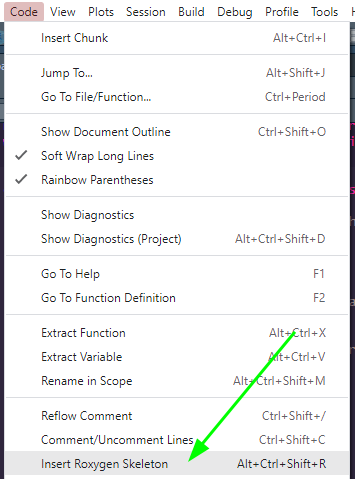 Code View Plots Session Build Debug Profile Tools
Insert Chunk Alt+Ctrl+I
Jump To... Alt+Shift+J
Go To File/Function... Ctrl+Period
Show Document Outline Ctrl+Shift+O
Soft Wrap Long Lines
Rainbow Parentheses
Show Diagnostics
Show Diagnostics (Project) Alt+Ctrl+Shift+D
Go To Help F1
Go To Function Definition F2
Extract Function Alt+Ctrl+X
Extract Variable Alt+Ctrl+V
Rename in Scope Alt+Ctrl+Shift+M
Reflow Comment Ctrl+Shift+/
Comment/Uncomment Lines Ctrl+Shift+C
Insert Roxygen Skeleton Alt+Ctrl+Shift+R